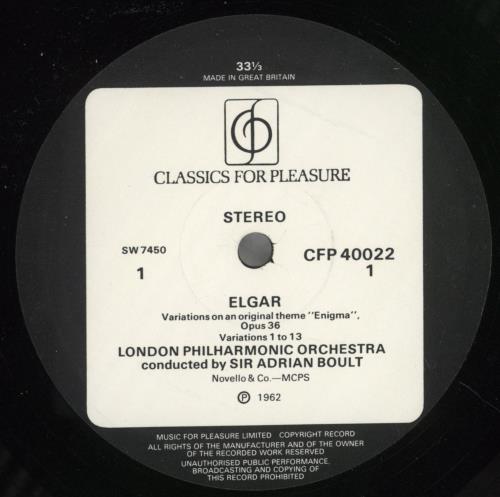 33⅓
MADE IN GREAT BRITAIN
CLASSICS FOR PLEASURE
STEREO
SW 7450
CFP 40022
1
1
ELGAR
Variations on an original theme "Enigma",
Opus 36
Variations 1 to 13
LONDON PHILHARMONIC ORCHESTRA
conducted by SIR ADRIAN BOULT
Novello & Co.—MCPS
Ⓟ 1962
MUSIC FOR PLEASURE LIMITED COPYRIGHT RECORD
ALL RIGHTS OF THE MANUFACTURER AND OF THE OWNER
OF THE RECORDED WORK RESERVED
UNAUTHORISED PUBLIC PERFORMANCE,
BROADCASTING AND COPYING OF
THIS RECORD PROHIBITED